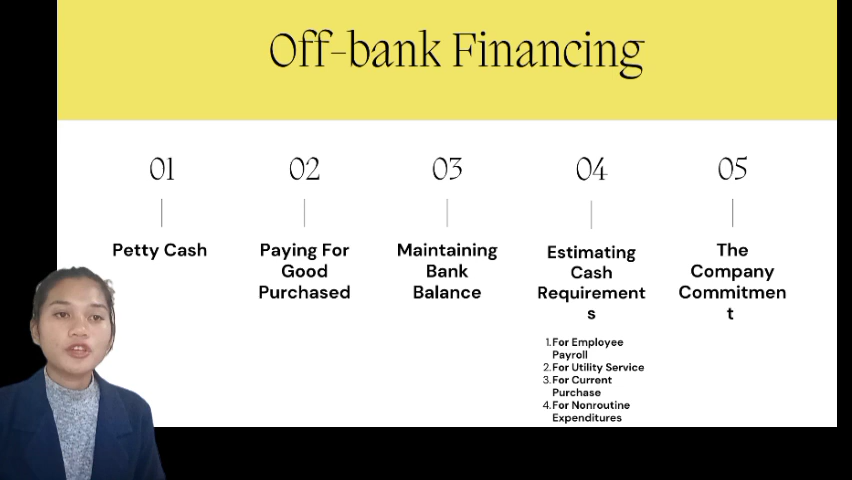 Off-bank Financing
01
02
03
04
05
Petty Cash
Paying For
Good
Purchased
Maintaining
Bank
Balance
Estimating
Cash
Requirement
s
1.For Employee
Payroll
2.For Utility Service
3.For Current
Purchase
4.For Nonroutine
Expenditures
The
Company
Commitmen
t